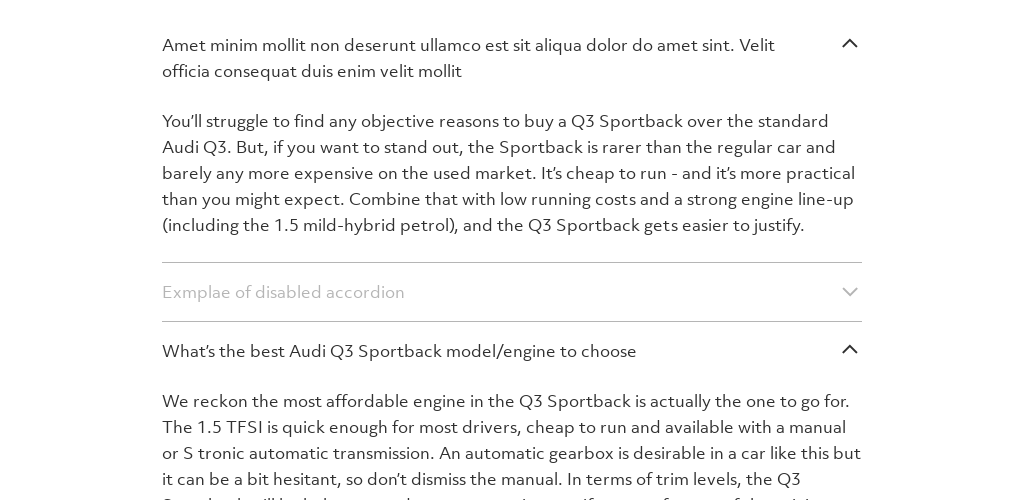 Amet minim mollit non deserunt ullamco est sit aliqua dolor do amet sint. Velit
officia consequat duis enim velit mollit
You’ll struggle to find any objective reasons to buy a Q3 Sportback over the standard
Audi Q3. But, if you want to stand out, the Sportback is rarer than the regular car and
barely any more expensive on the used market. It’s cheap to run - and it’s more practical
than you might expect. Combine that with low running costs and a strong engine line-up
(including the 1.5 mild-hybrid petrol), and the Q3 Sportback gets easier to justify.
Exmplae of disabled accordion
What’s the best Audi Q3 Sportback model/engine to choose
We reckon the most affordable engine in the Q3 Sportback is actually the one to go for.
The 1.5 TFSI is quick enough for most drivers, cheap to run and available with a manual
or S tronic automatic transmission. An automatic gearbox is desirable in a car like this but
it can be a bit hesitant, so don’t dismiss the manual. In terms of trim levels, the Q3